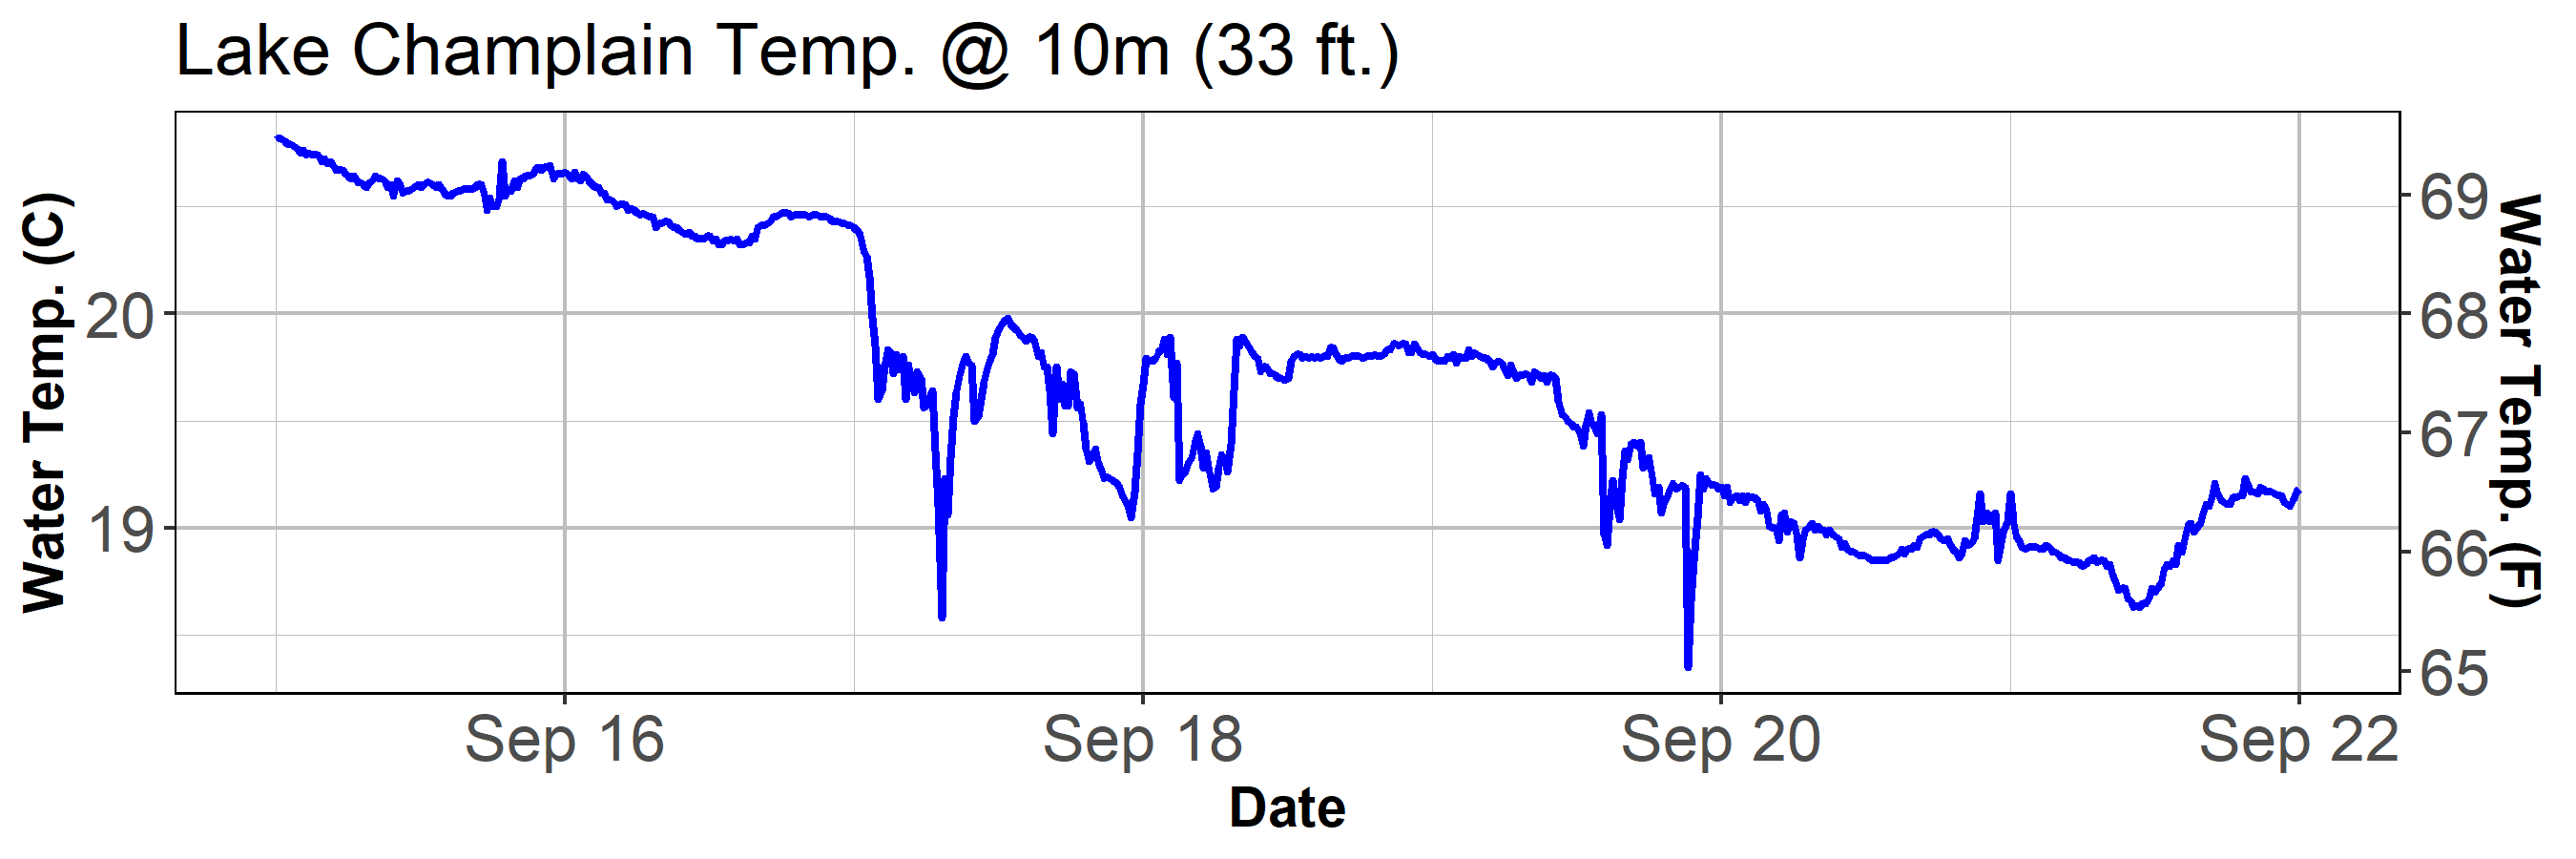 Lake Champlain Temp. @ 10m (33 ft.)
Water Temp. (C)
20
19
69
68
67
66
65
Water Temp. (F)
Sep 16
Sep 18
Sep 20
Sep 22
Date